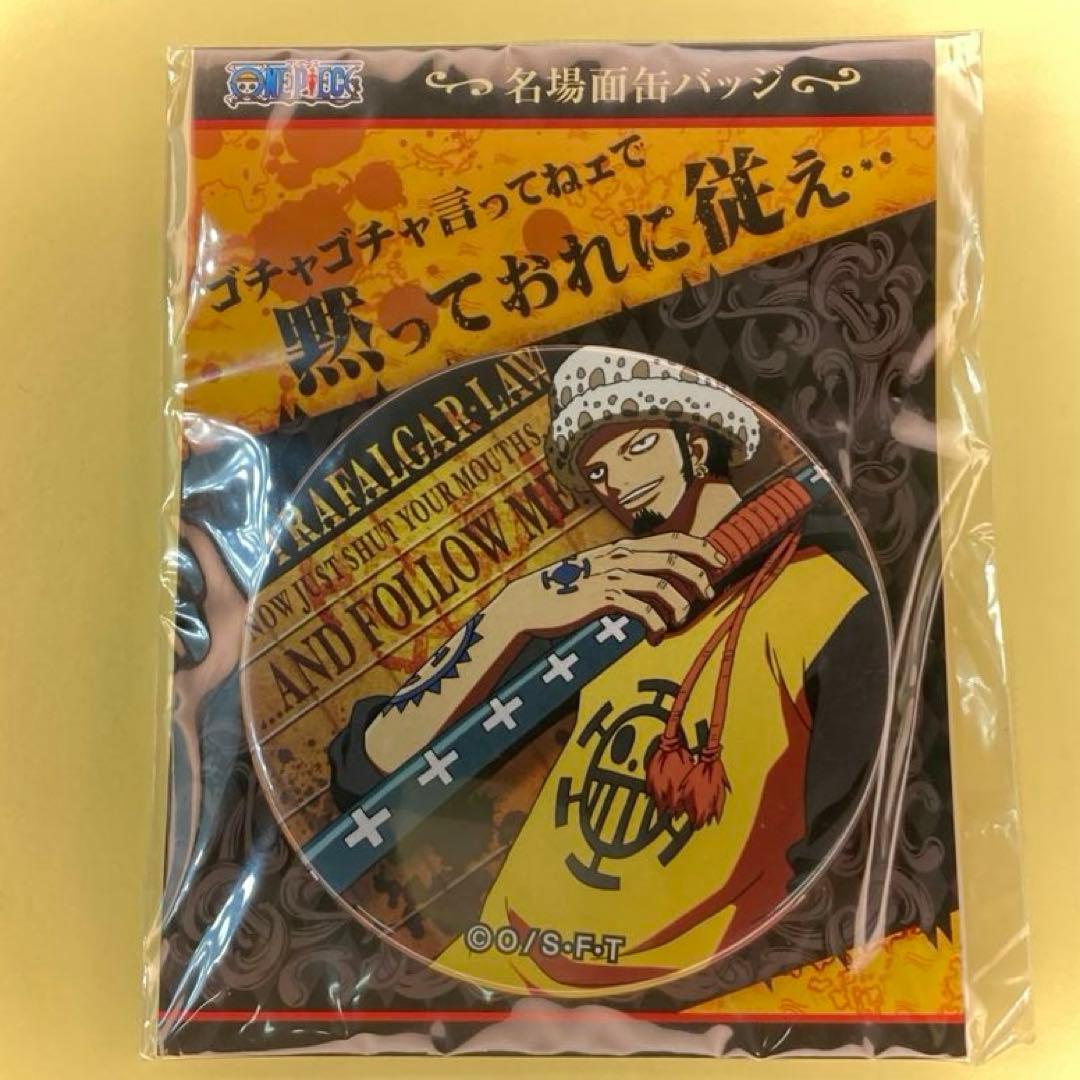 ONE PIECE
名場面缶バッジ
ゴチャゴチャ言ってねェで
黙っておれに従え…
TRAFALGAR・LAW
NOW JUST SHUT YOUR MOUTHS
...AND FOLLOW ME.
©O/S・F・T